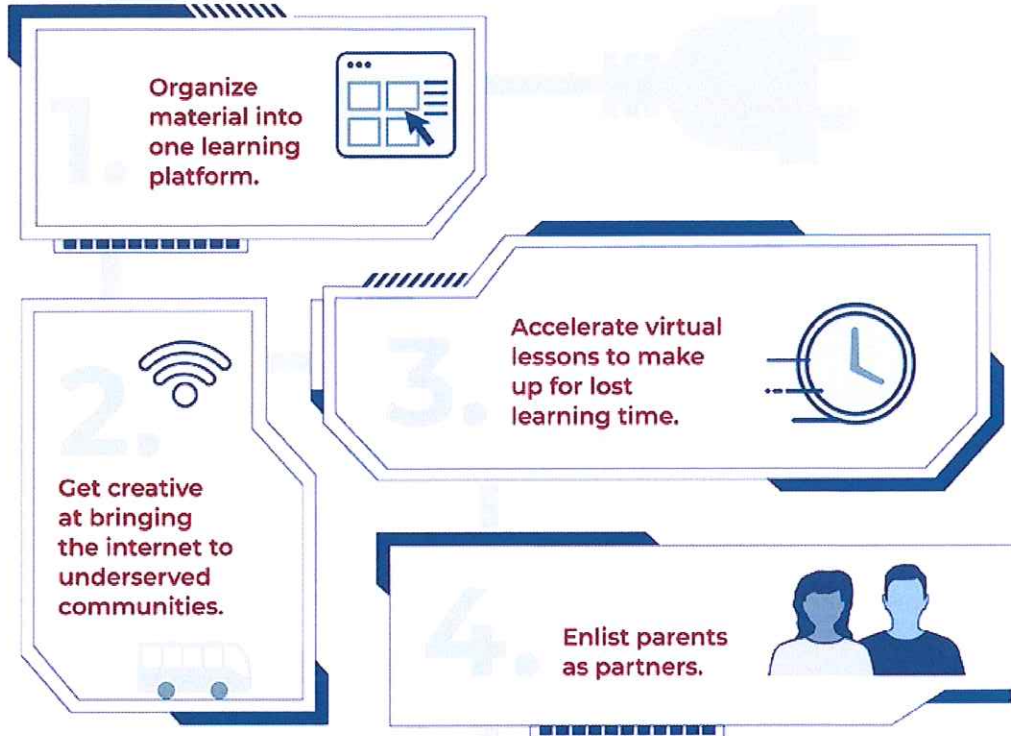 1.
Organize
material into
one learning
platform.
2.
Get creative
at bringing
the internet to
underserved
communities.
3.
Accelerate virtual
lessons to make
up for lost
learning time.
4.
Enlist parents
as partners.